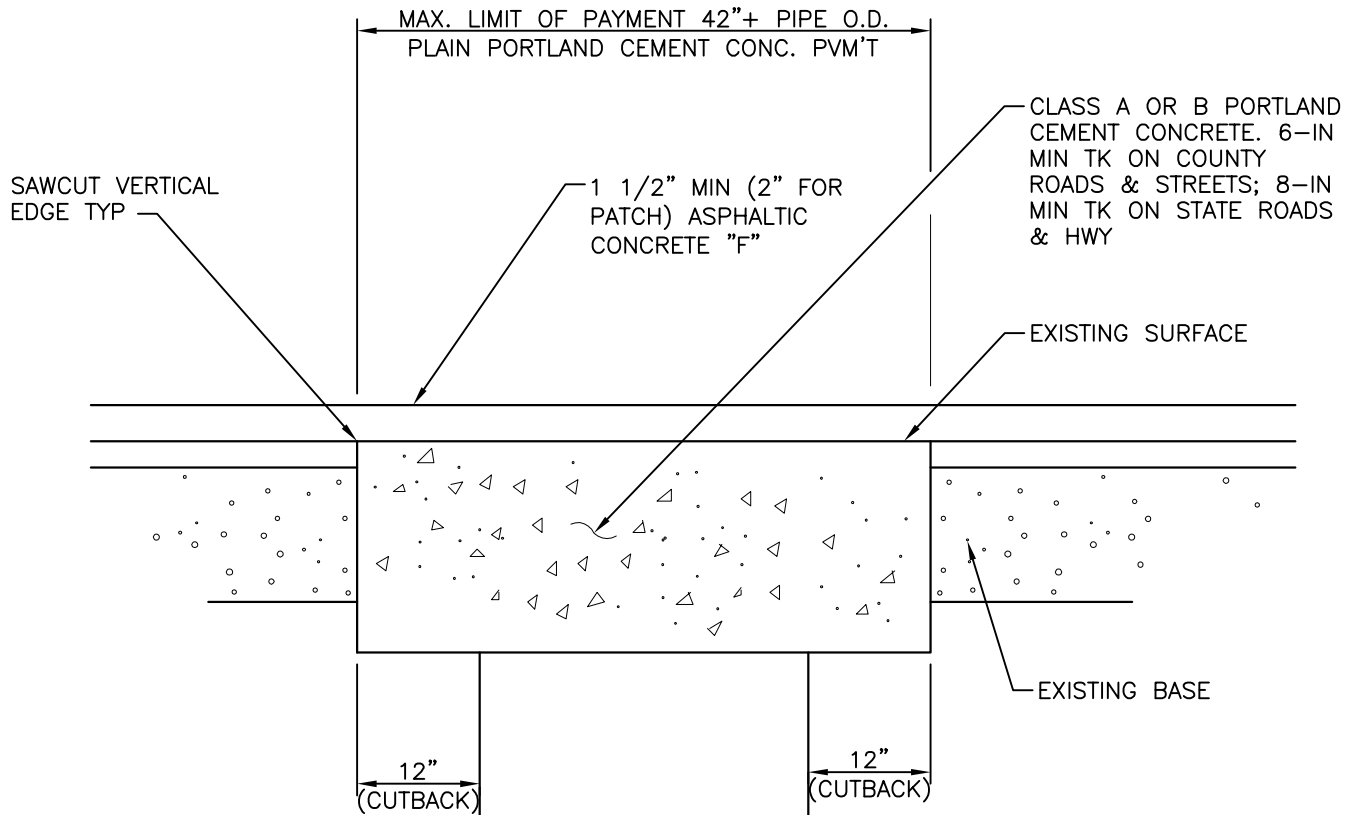 MAX. LIMIT OF PAYMENT 42"+ PIPE O.D.
PLAIN PORTLAND CEMENT CONC. PVM'T
CLASS A OR B PORTLAND
CEMENT CONCRETE. 6-IN
MIN TK ON COUNTY
ROADS & STREETS; 8-IN
MIN TK ON STATE ROADS
& HWY
SAWCUT VERTICAL
EDGE TYP
1 1/2" MIN (2" FOR
PATCH) ASPHALTIC
CONCRETE "F"
EXISTING SURFACE
EXISTING BASE
12"
(CUTBACK)
12"
(CUTBACK)